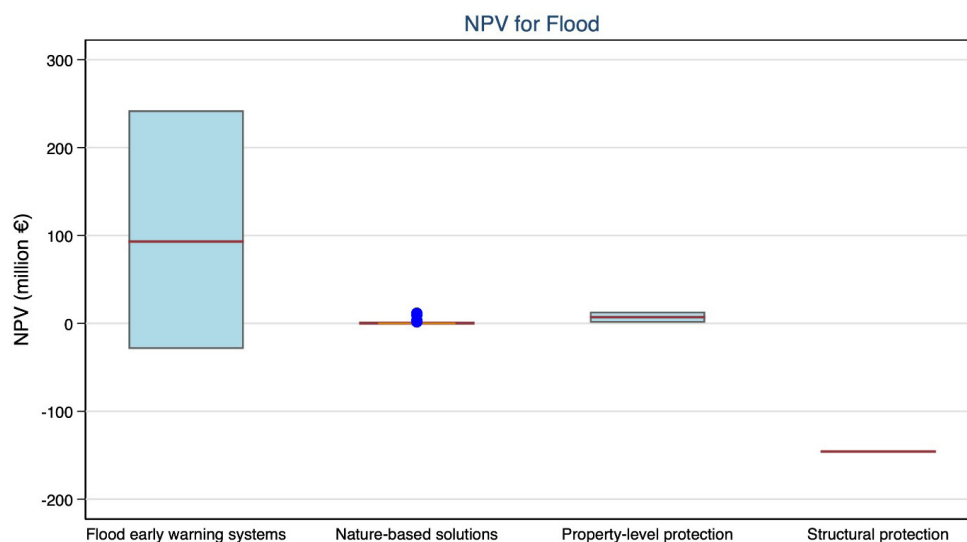 NPV for Flood
NPV (million €)
300
200
100
0
-100
-200
Flood early warning systems
Nature-based solutions
Property-level protection
Structural protection